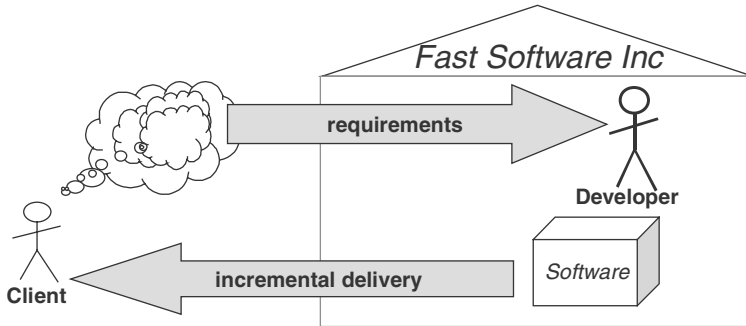 Fast Software Inc
requirements
Developer
Client
incremental delivery
Software